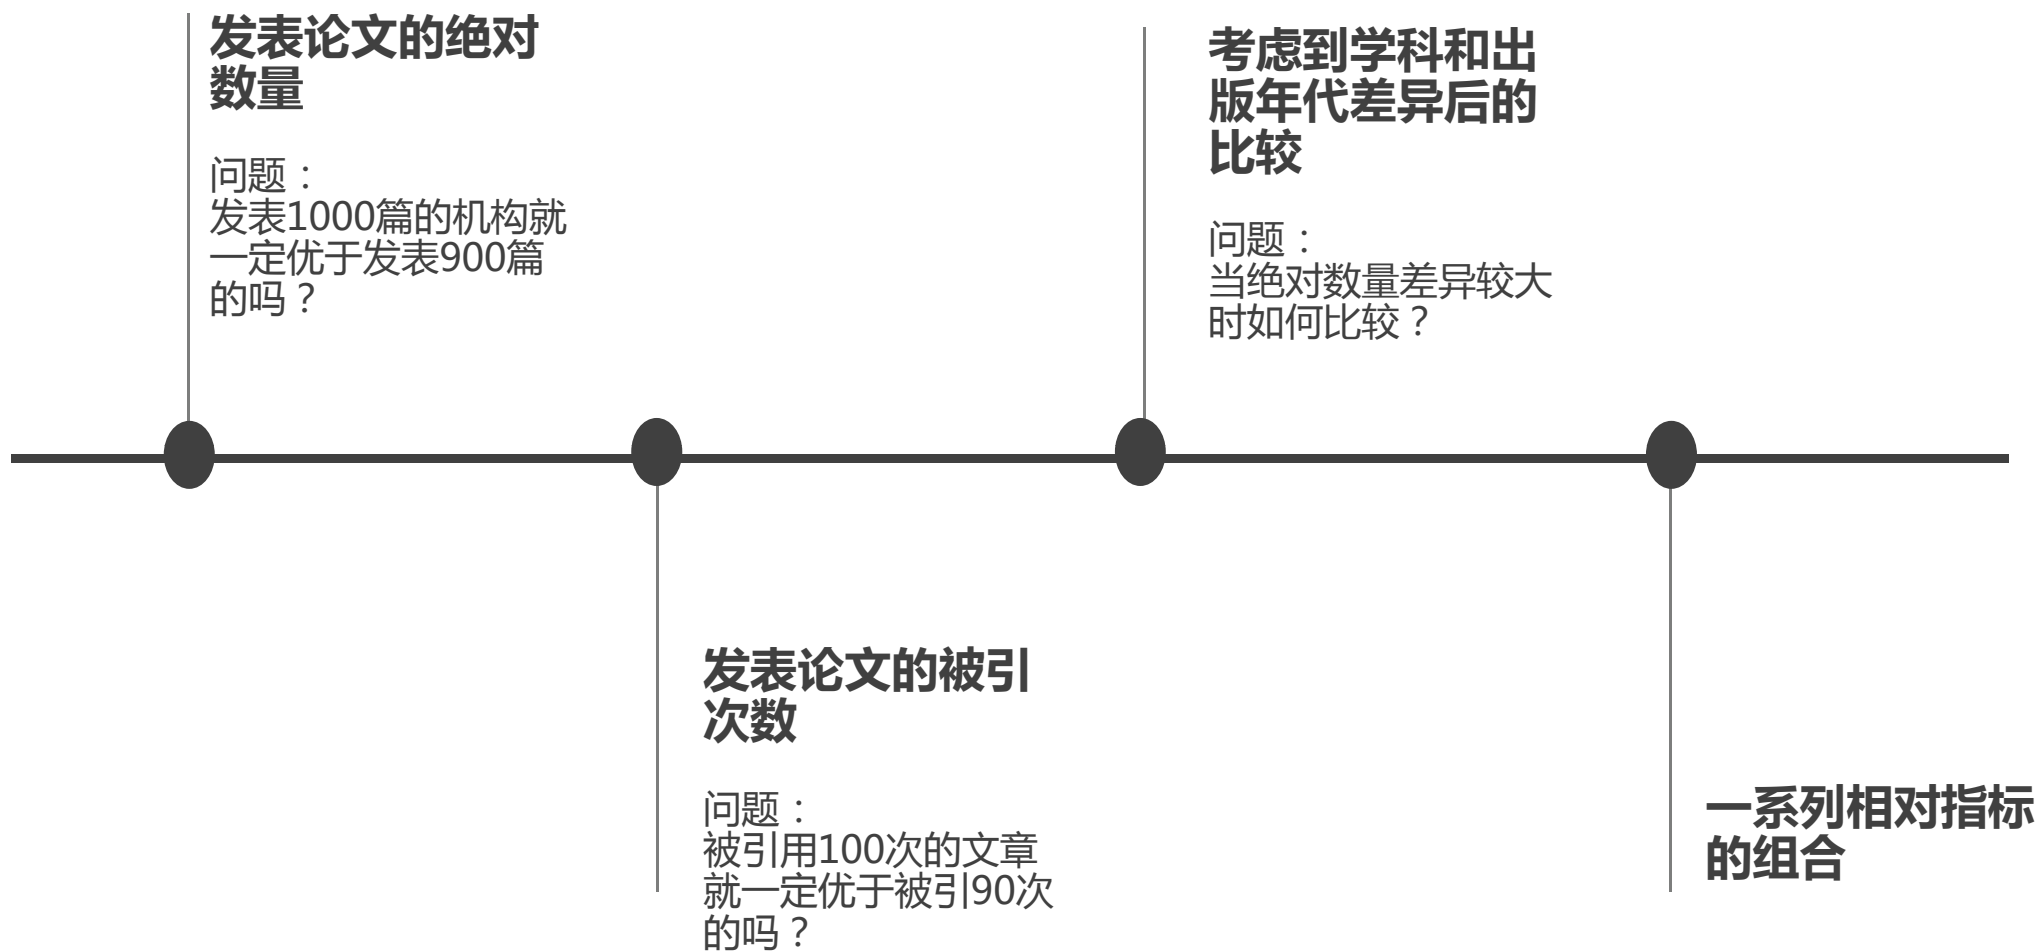 发表论文的绝对
数量
问题：
发表1000篇的机构就
一定优于发表900篇
的吗？
发表论文的被引
次数
问题：
被引用100次的文章
就一定优于被引90次
的吗？
考虑到学科和出
版年代差异后的
比较
问题：
当绝对数量差异较大
时如何比较？
一系列相对指标
的组合